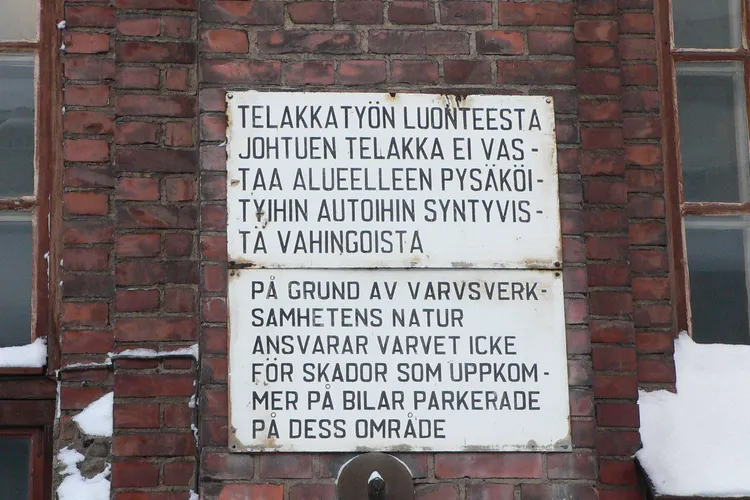 TELAKKATYÖN LUONTEESTA
JOHTUEN TELAKKA EI VAS-
TAA ALUEELLEEN PYSÄKÖI-
TYIHIN AUTOIHIN SYNTYVIS-
TÄ VAHINGOISTA
PÅ GRUND AV VARVSVERK-
SAMHETENS NATUR
ANSVARAR VARVET ICKE
FÖR SKADOR SOM UPPKOM-
MER PÅ BILAR PARKERADE
PÅ DESS OMRÅDE